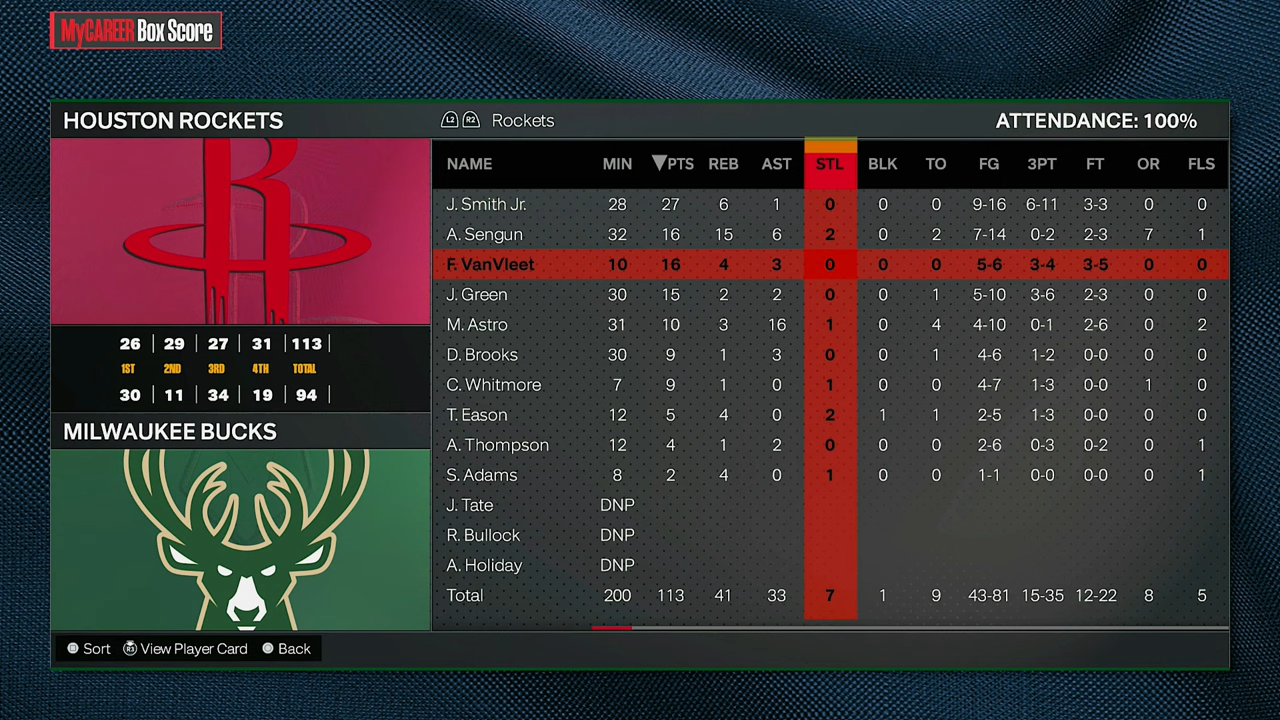 MyCAREER Box Score
HOUSTON ROCKETS
L2 R2 Rockets
ATTENDANCE: 100%
NAME MIN PTS REB AST STL BLK TO FG 3PT FT OR FLS
J. Smith Jr. 28 27 6 1 0 0 0 9-16 6-11 3-3 0 0
A. Sengun 32 16 15 6 2 0 2 7-14 0-2 2-3 7 1
F. VanVleet 10 16 4 3 0 0 0 5-6 3-4 3-5 0 0
J. Green 30 15 2 2 0 0 1 5-10 3-6 2-3 0 0
M. Astro 31 10 3 16 1 0 4 4-10 0-1 2-6 0 2
D. Brooks 30 9 1 3 0 0 1 4-6 1-2 0-0 0 0
C. Whitmore 7 9 1 0 1 0 0 4-7 1-3 0-0 1 0
T. Eason 12 5 4 0 2 1 1 2-5 1-3 0-0 0 0
A. Thompson 12 4 1 2 0 0 0 2-6 0-3 0-2 0 1
S. Adams 8 2 4 0 1 0 0 1-1 0-0 0-0 0 1
J. Tate DNP
R. Bullock DNP
A. Holiday DNP
Total 200 113 41 33 7 1 9 43-81 15-35 12-22 8 5
26 29 27 31 113
1ST 2ND 3RD 4TH TOTAL
30 11 34 19 94
MILWAUKEE BUCKS
Sort R3 View Player Card Back